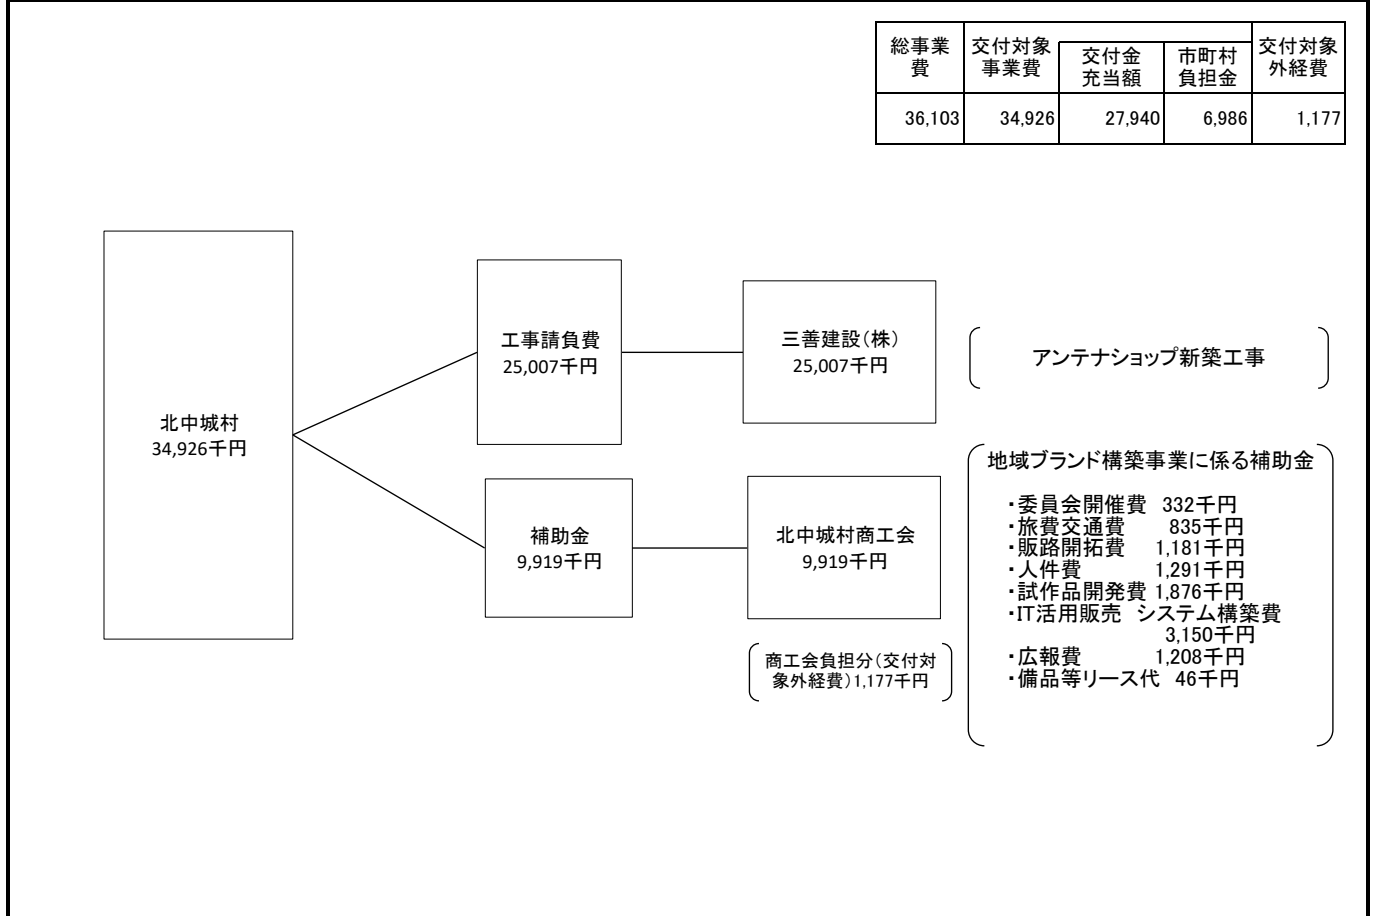 総事業
費
交付対象
事業費
交付金
充当額
市町村
負担金
交付対象
外経費
36,103
34,926
27,940
6,986
1,177
北中城村
34,926千円
工事請負費
25,007千円
三善建設(株)
25,007千円
アンテナショップ新築工事
補助金
9,919千円
北中城村商工会
9,919千円
商工会負担分(交付対
象外経費)1,177千円
地域ブランド構築事業に係る補助金
・委員会開催費 332千円
・旅費交通費 835千円
・販路開拓費 1,181千円
・人件費 1,291千円
・試作品開発費 1,876千円
・IT活用販売 システム構築費
3,150千円
・広報費 1,208千円
・備品等リース代 46千円